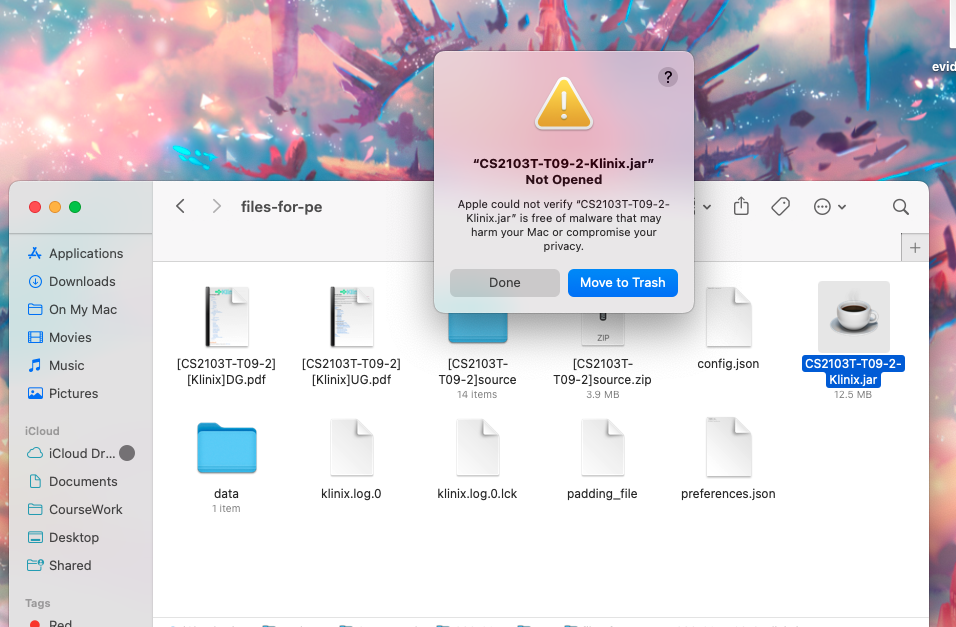 evid
?
“CS2103T-T09-2-Klinix.jar”
Not Opened
Apple could not verify “CS2103T-T09-2-
Klinix.jar” is free of malware that may
harm your Mac or compromise your
privacy.
Done
Move to Trash
files-for-pe
Applications
Downloads
On My Mac
Movies
Music
Pictures
iCloud
iCloud Dr...
Documents
CourseWork
Desktop
Shared
Tags
Red
[CS2103T-T09-2]
[Klinix]DG.pdf
[CS2103T-T09-2]
[Klinix]UG.pdf
[CS2103T-
T09-2]source
14 items
ZIP
[CS2103T-
T09-2]source.zip
3.9 MB
config.json
CS2103T-T09-2-
Klinix.jar
12.5 MB
data
1 item
klinix.log.0
klinix.log.0.lck
padding_file
preferences.json